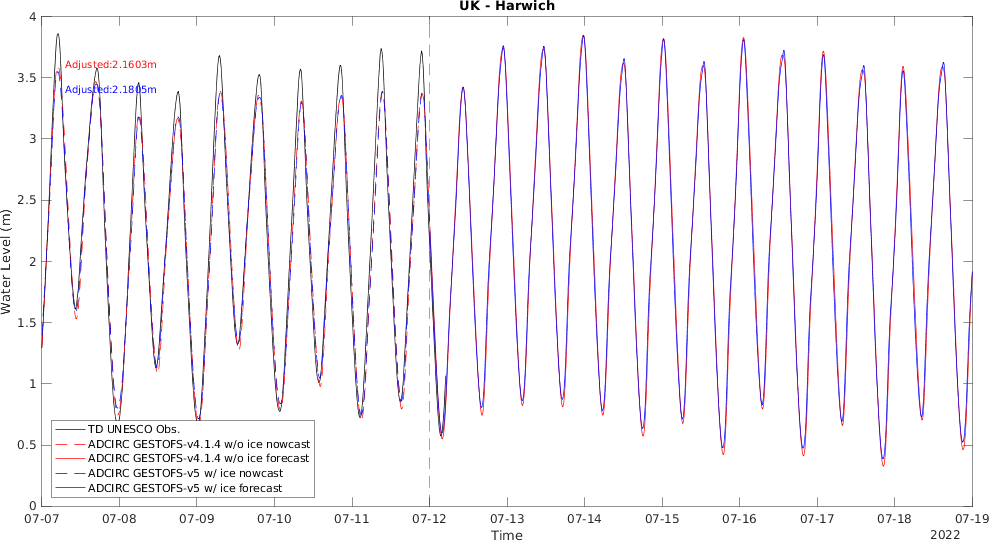 UK - Harwich
4
3.5
3
2.5
2
1.5
1
0.5
0
Water Level (m)
Adjusted:2.1603m
Adjusted:2.1805m
TD UNESCO Obs.
ADCIRC GESTOFS-v4.1.4 w/o ice nowcast
ADCIRC GESTOFS-v4.1.4 w/o ice forecast
ADCIRC GESTOFS-v5 w/ ice nowcast
ADCIRC GESTOFS-v5 w/ ice forecast
07-07 07-08 07-09 07-10 07-11 07-12 07-13 07-14 07-15 07-16 07-17 07-18 07-19
Time
2022